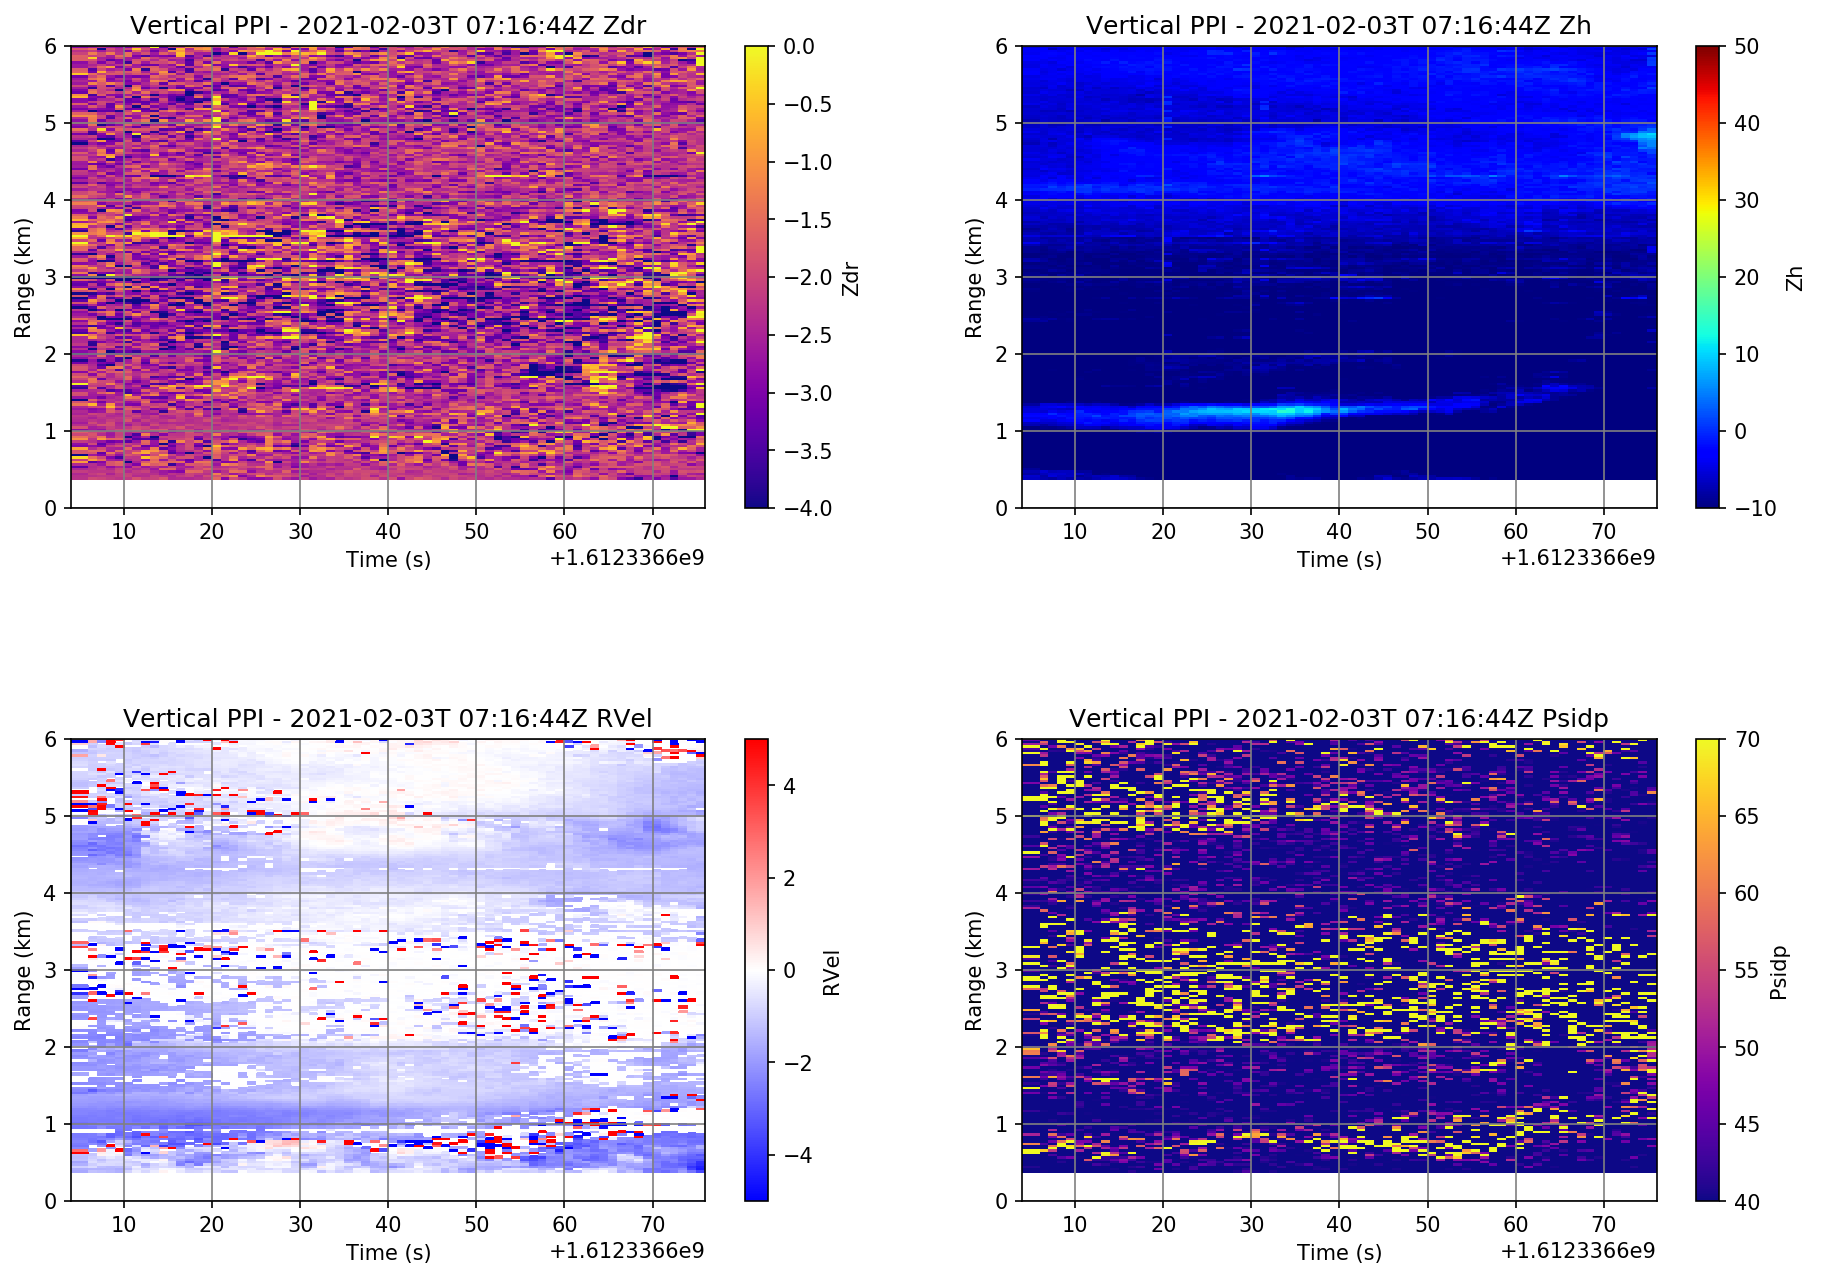 Vertical PPI - 2021-02-03T 07:16:44Z Zdr
6
5
4
3
2
1
0
Range (km)
10 20 30 40 50 60 70
Time (s)
+1.6123366e9
0.0
−0.5
−1.0
−1.5
−2.0
−2.5
−3.0
−3.5
−4.0
Zdr
Vertical PPI - 2021-02-03T 07:16:44Z Zh
6
5
4
3
2
1
0
Range (km)
10 20 30 40 50 60 70
Time (s)
+1.6123366e9
50
40
30
20
10
0
−10
Zh
Vertical PPI - 2021-02-03T 07:16:44Z RVel
6
5
4
3
2
1
0
Range (km)
10 20 30 40 50 60 70
Time (s)
+1.6123366e9
4
2
0
−2
−4
RVel
Vertical PPI - 2021-02-03T 07:16:44Z Psidp
6
5
4
3
2
1
0
Range (km)
10 20 30 40 50 60 70
Time (s)
+1.6123366e9
70
65
60
55
50
45
40
Psidp